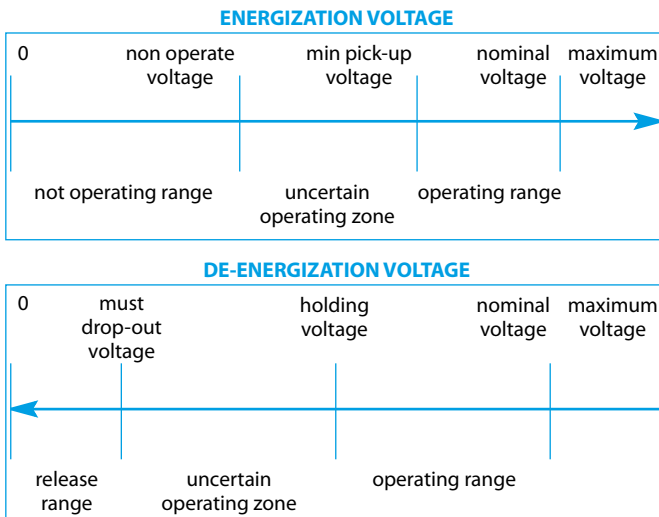 ENERGIZATION VOLTAGE
0 non operate min pick-up nominal maximum
voltage voltage voltage voltage
not operating range uncertain operating range
operating zone
DE-ENERGIZATION VOLTAGE
0 must holding nominal maximum
drop-out voltage voltage voltage
voltage
release uncertain operating range
range operating zone